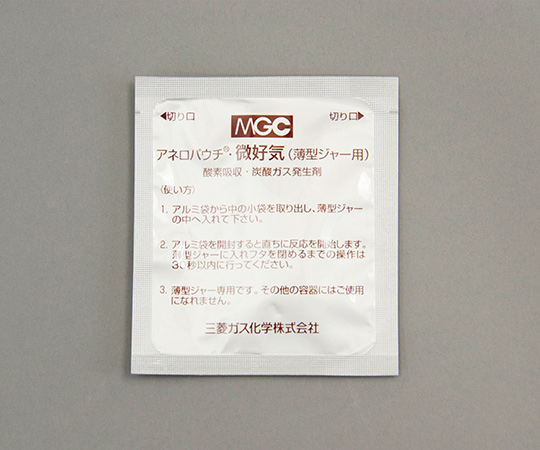 ◀切り口 切り口▶
MGC
アネロパウチ®・微好気(薄型ジャー用)
酸素吸収・炭酸ガス発生剤
〈使い方〉
1. アルミ袋から中の小袋を取り出し、薄型ジャー
の中へ入れて下さい。
2. アルミ袋を開封すると直ちに反応を開始します。
薄型ジャーに入れフタを閉めるまでの操作は
30秒以内に行ってください。
3. 薄型ジャー専用です。その他の容器にはご使用
になれません。
三菱ガス化学株式会社